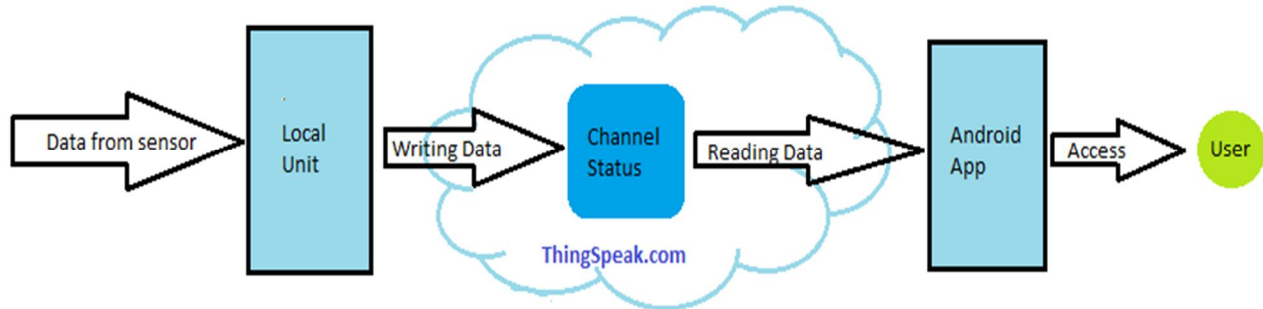 Data from sensor
Local
Unit
Writing Data
Channel
Status
Reading Data
Android
App
Access
User
ThingSpeak.com